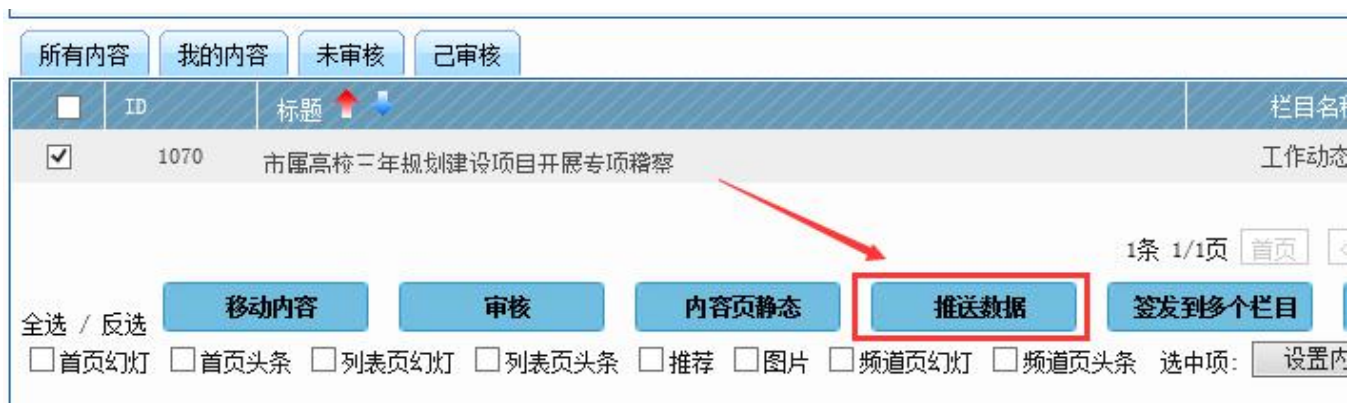 所有内容 我的内容 未审核 己审核
ID 标题 栏目名称
1070 市属高校三年规划建设项目开展专项稽察 工作动态
1条 1/1页 首页
全选 / 反选 移动内容 审核 内容页静态 推送数据 签发到多个栏目
首页幻灯 首页头条 列表页幻灯 列表页头条 推荐 图片 频道页幻灯 频道页头条 选中项: 设置内